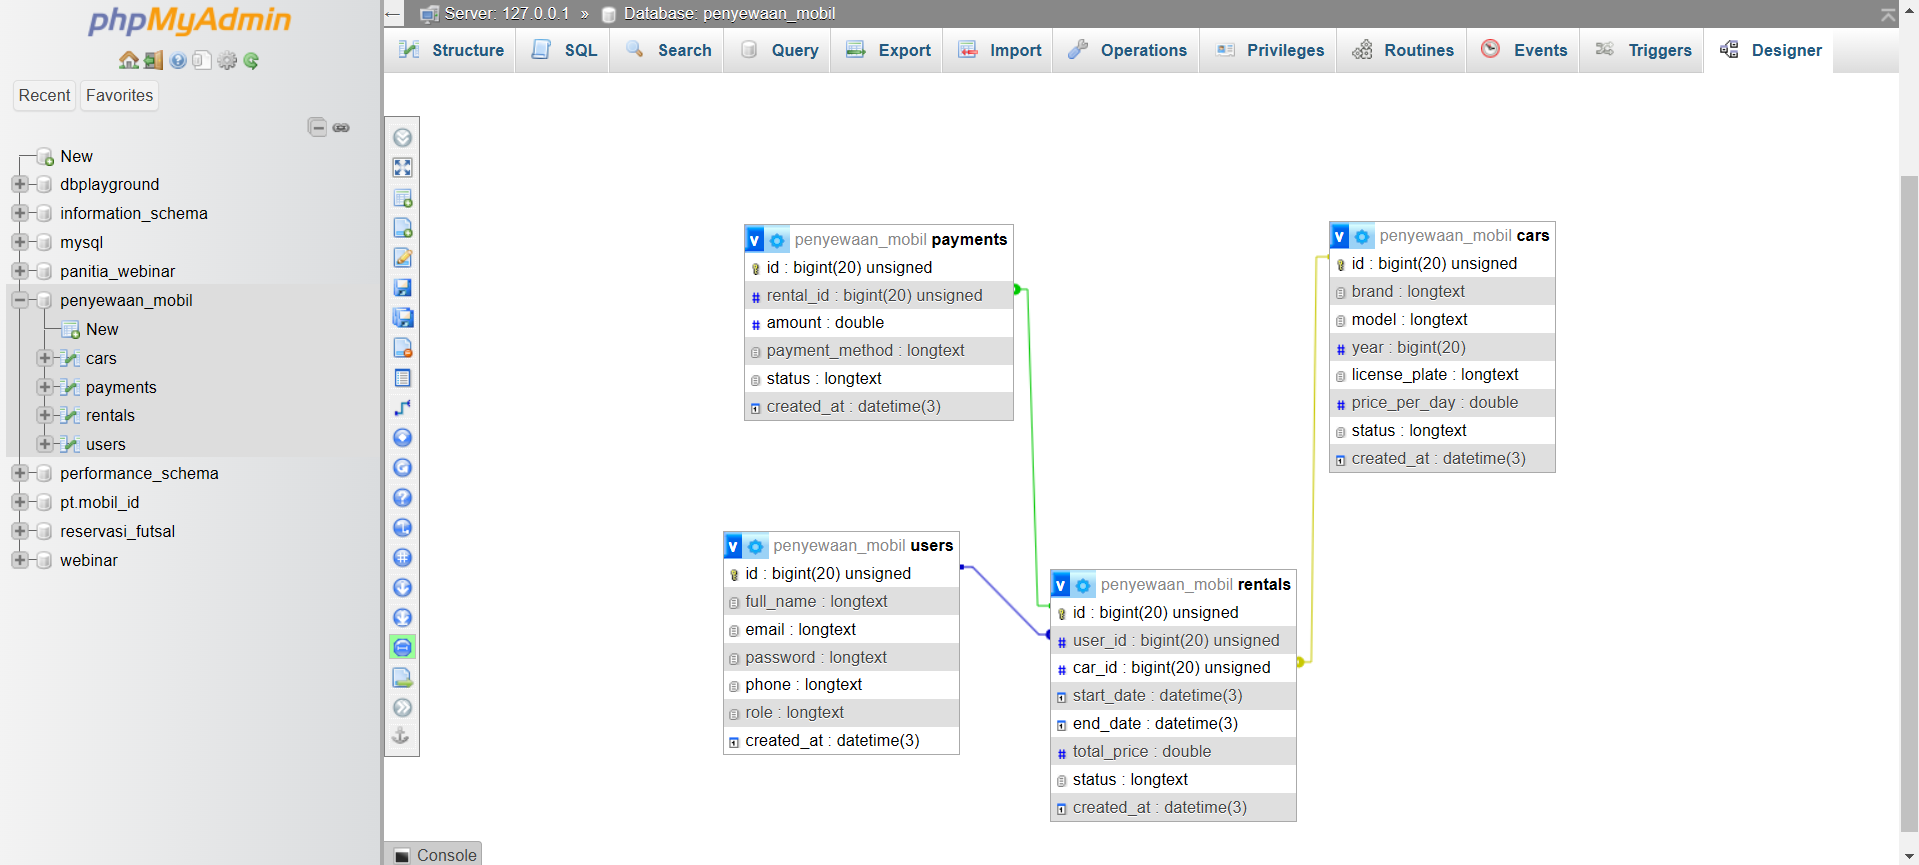 phpMyAdmin
Recent Favorites
New
dbplayground
information_schema
mysql
panitia_webinar
penyewaan_mobil
New
cars
payments
rentals
users
performance_schema
pt.mobil_id
reservasi_futsal
webinar
Server: 127.0.0.1 » Database: penyewaan_mobil
Structure SQL Search Query Export Import Operations Privileges Routines Events Triggers Designer
v penyewaan_mobil payments
id : bigint(20) unsigned
# rental_id : bigint(20) unsigned
# amount : double
payment_method : longtext
status : longtext
created_at : datetime(3)
v penyewaan_mobil cars
id : bigint(20) unsigned
brand : longtext
model : longtext
# year : bigint(20)
license_plate : longtext
# price_per_day : double
status : longtext
created_at : datetime(3)
v penyewaan_mobil users
id : bigint(20) unsigned
full_name : longtext
email : longtext
password : longtext
phone : longtext
role : longtext
created_at : datetime(3)
v penyewaan_mobil rentals
id : bigint(20) unsigned
# user_id : bigint(20) unsigned
# car_id : bigint(20) unsigned
start_date : datetime(3)
end_date : datetime(3)
# total_price : double
status : longtext
created_at : datetime(3)
Console